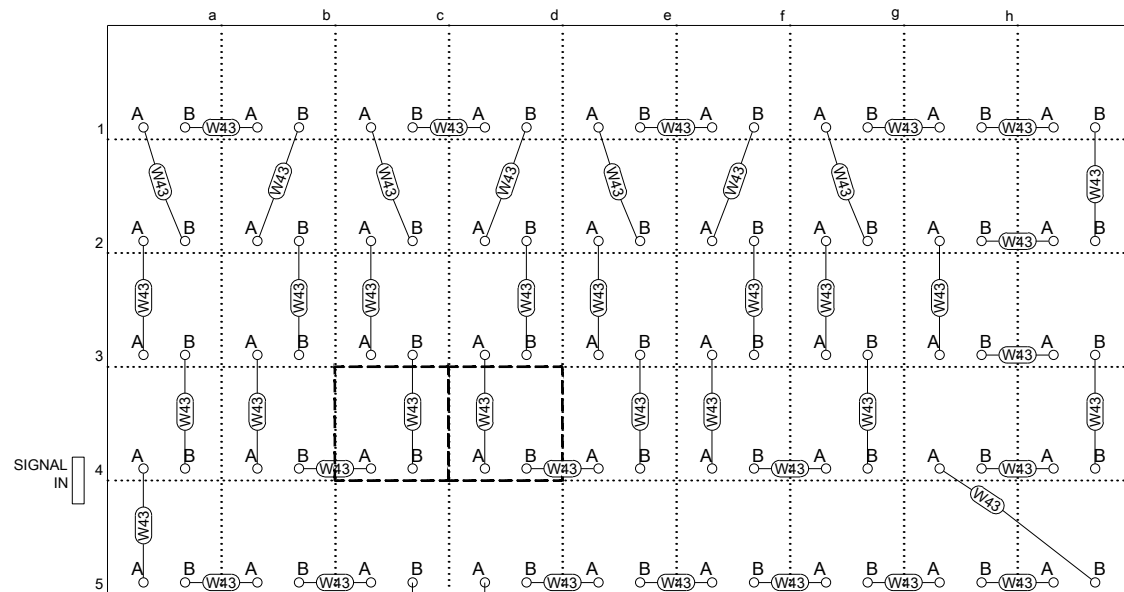 a b c d e f g h
A B A B A B A B A B A B A B A B A B
1 W43 W43 W43 W43 W43
W43 W43 W43 W43 W43 W43 W43 W43
A B A B A B A B A B A B A B A B A B
2 W43
W43 W43 W43 W43 W43 W43 W43 W43
A B A B A B A B A B A B A B A B A B
3 W43
W43 W43 W43 W43 W43 W43 W43 W43
A B A B A B A B A B A B A B A B A B
SIGNAL
IN
4 W43 W43 W43 W43
W43 W43
A B A B A B A B A B A B A B A B A B
5 W43 W43 W43 W43 W43 W43 W43